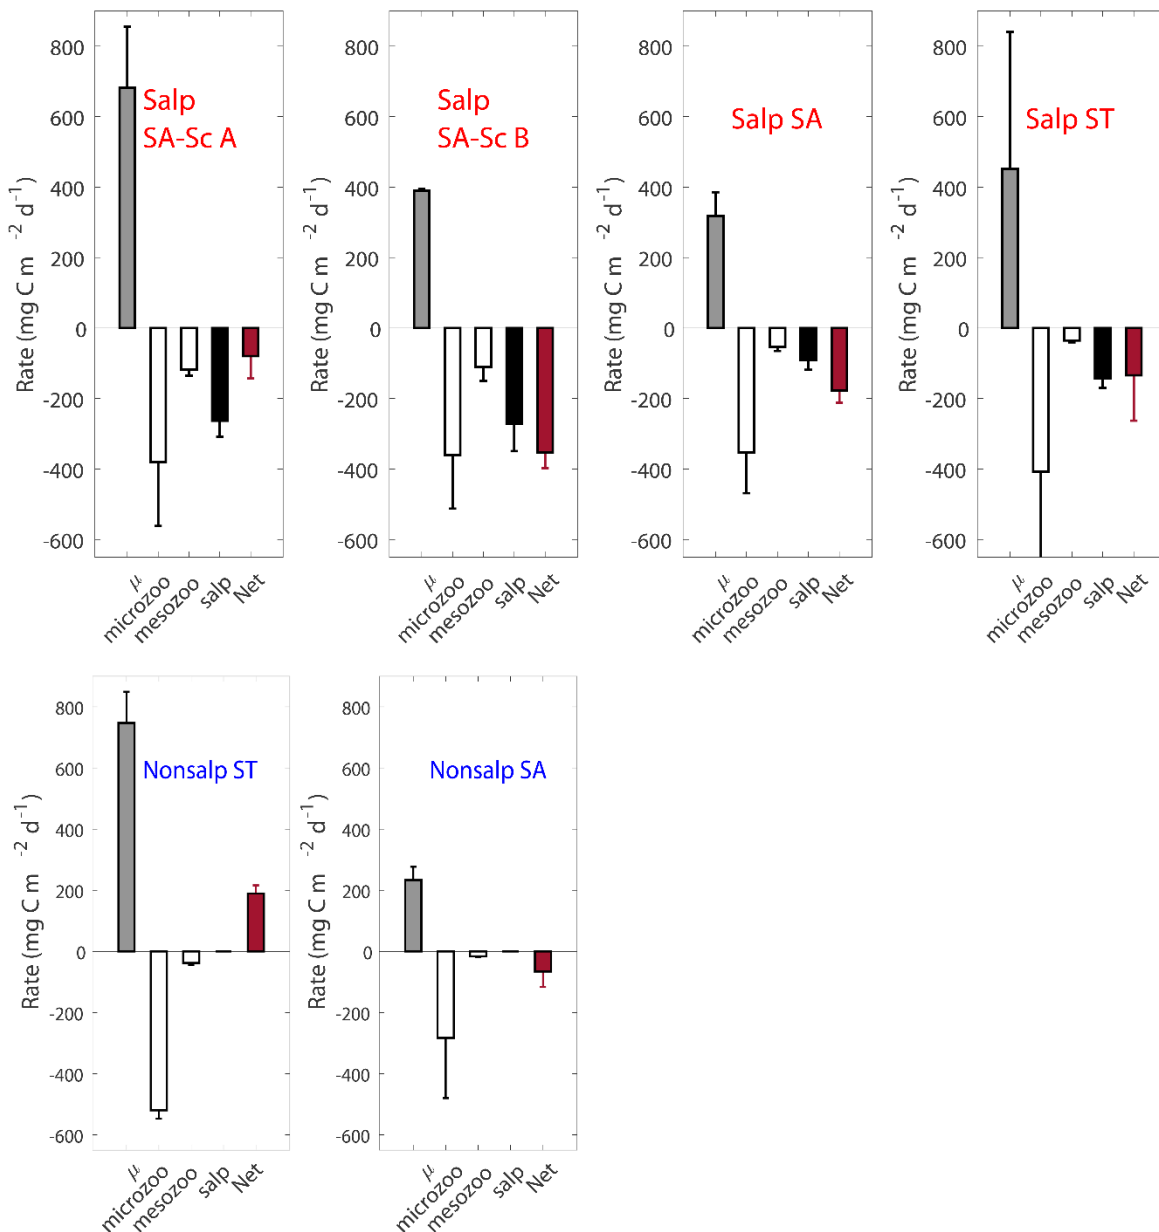 800
600
400
200
0
-200
-400
-600
Rate (mg C m -2 d-1)
Salp
SA-Sc A
μ
microzoo
mesozoo
salp
Net
800
600
400
200
0
-200
-400
-600
Rate (mg C m -2 d-1)
Salp
SA-Sc B
μ
microzoo
mesozoo
salp
Net
800
600
400
200
0
-200
-400
-600
Rate (mg C m -2 d-1)
Salp SA
μ
microzoo
mesozoo
salp
Net
800
600
400
200
0
-200
-400
-600
Rate (mg C m -2 d-1)
Salp ST
μ
microzoo
mesozoo
salp
Net
800
600
400
200
0
-200
-400
-600
Rate (mg C m -2 d-1)
Nonsalp ST
μ
microzoo
mesozoo
salp
Net
800
600
400
200
0
-200
-400
-600
Rate (mg C m -2 d-1)
Nonsalp SA
μ
microzoo
mesozoo
salp
Net